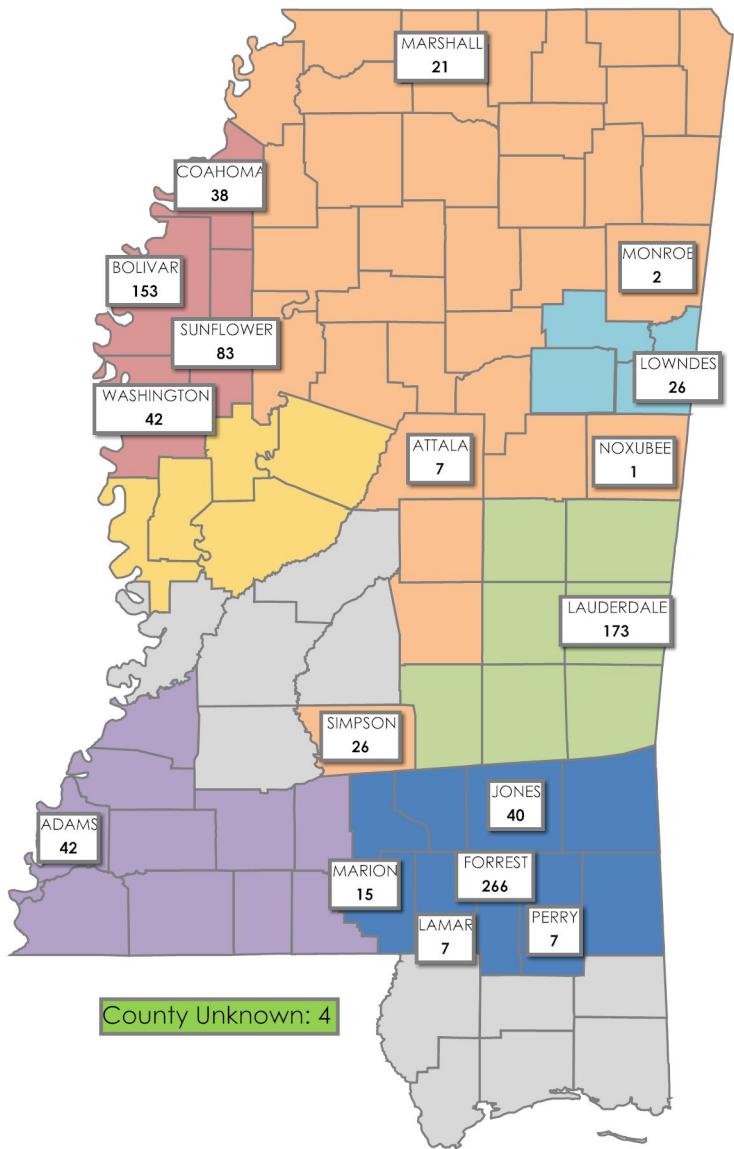 MARSHALL
21
COAHOMA
38
MONROE
2
BOLIVAR
153
SUNFLOWER
83
LOWNDES
26
WASHINGTON
42
ATTALA
7
NOXUBEE
1
LAUDERDALE
173
SIMPSON
26
JONES
40
ADAMS
42
FORREST
266
MARION
15
PERRY
7
LAMAR
7
County Unknown: 4